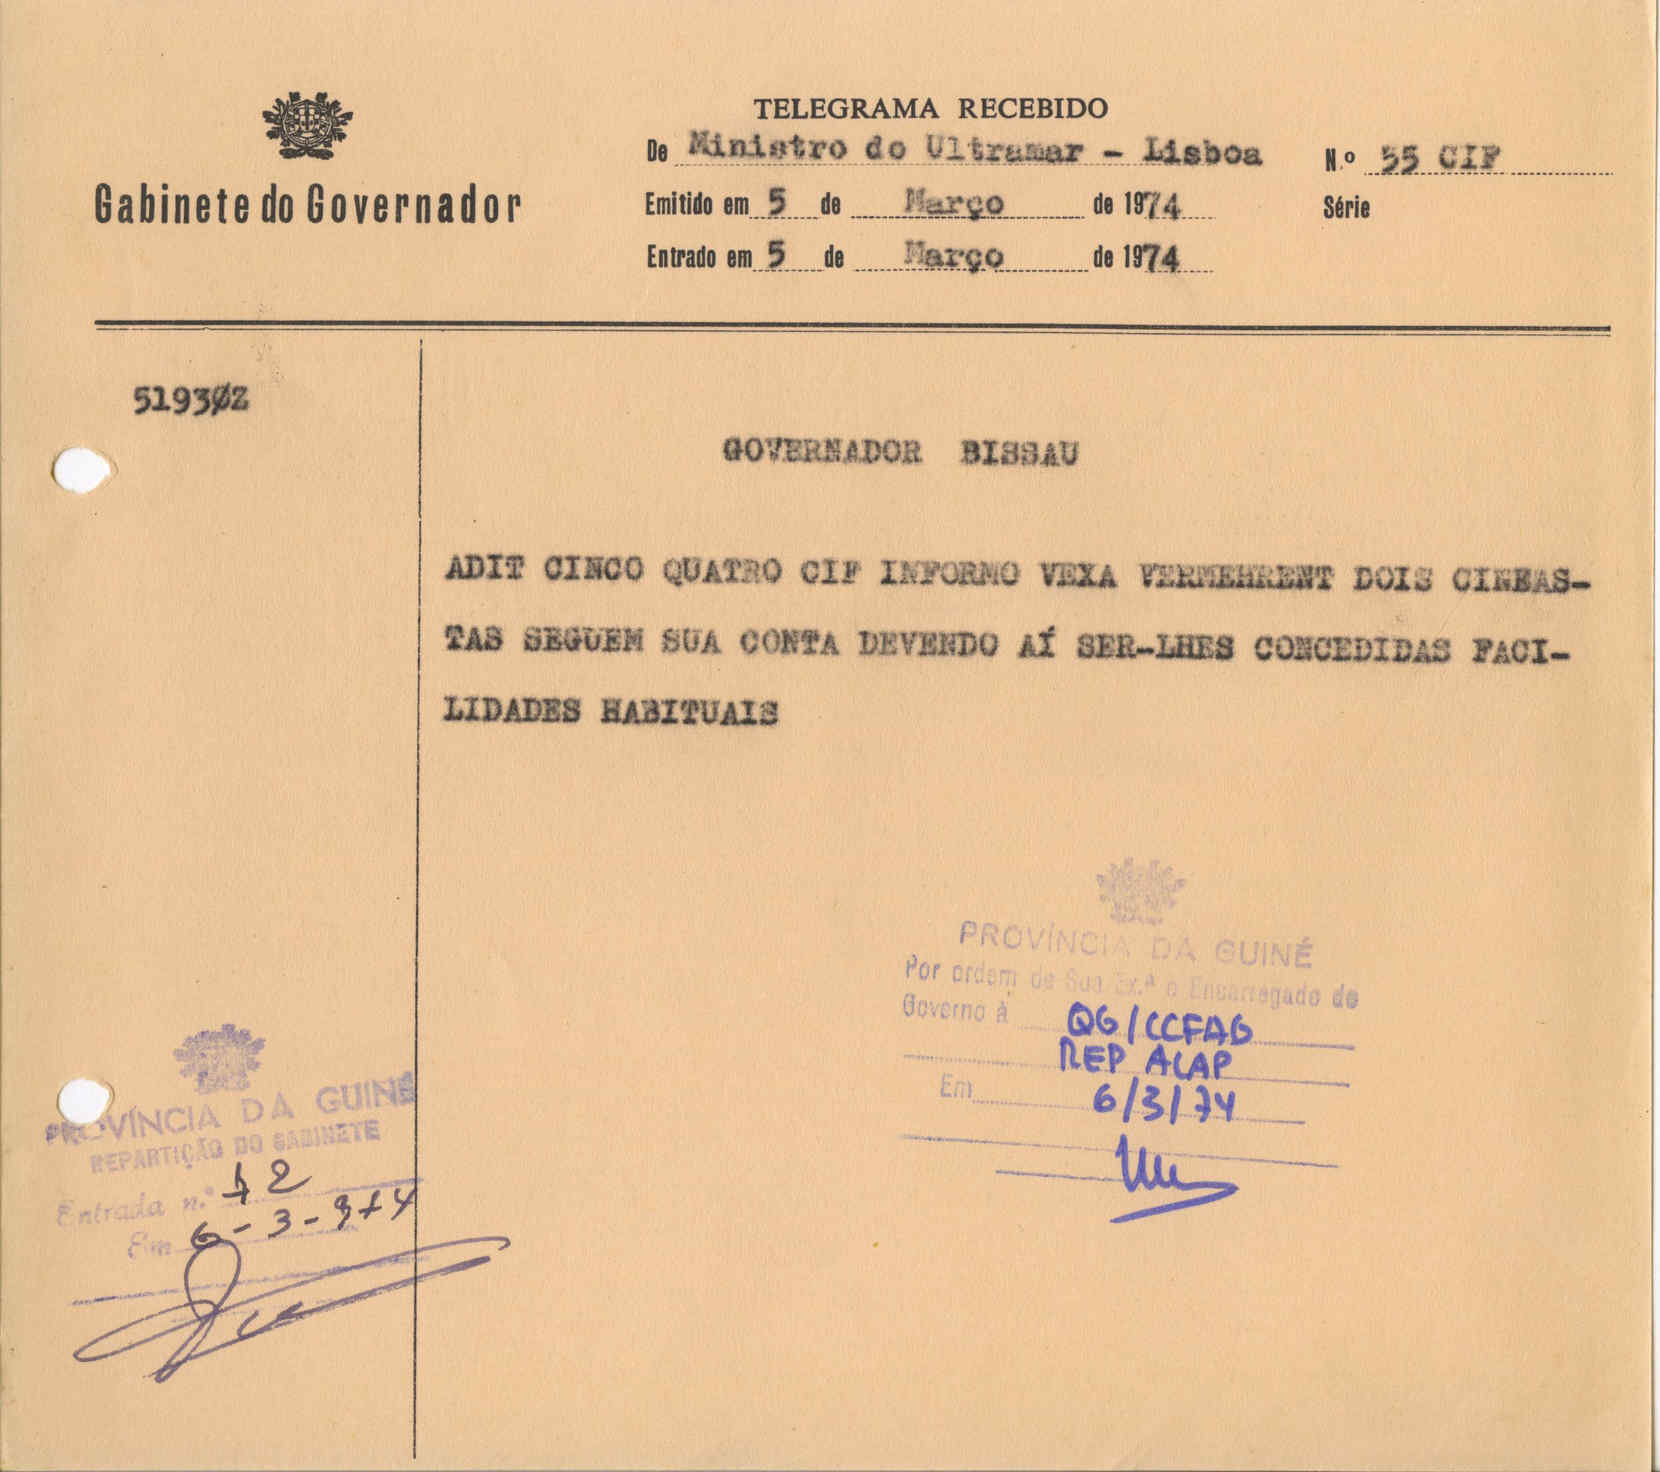 TELEGRAMA RECEBIDO
De Ministro do Ultramar - Lisboa N.º 55 CIF
Gabinete do Governador
Emitido em 5 de Março de 1974 Série
Entrado em 5 de Março de 1974
5193ØZ
GOVERNADOR BISSAU
ADIT CINCO QUATRO CIF INFORMO VEXA VERMEHRENT DOIS CINEAS-
TAS SEGUEM SUA CONTA DEVENDO AÍ SER-LHES CONCEDIDAS FACI-
LIDADES HABITUAIS
PROVÍNCIA DA GUINÉ
Por ordem de Sua Ex.ª o Encarregado do
Governo à QG/CCFAG
REP ACAP
Em 6/3/74
PROVÍNCIA DA GUINÉ
REPARTIÇÃO DO GABINETE
Entrada n.º 72
Em 6-3-974